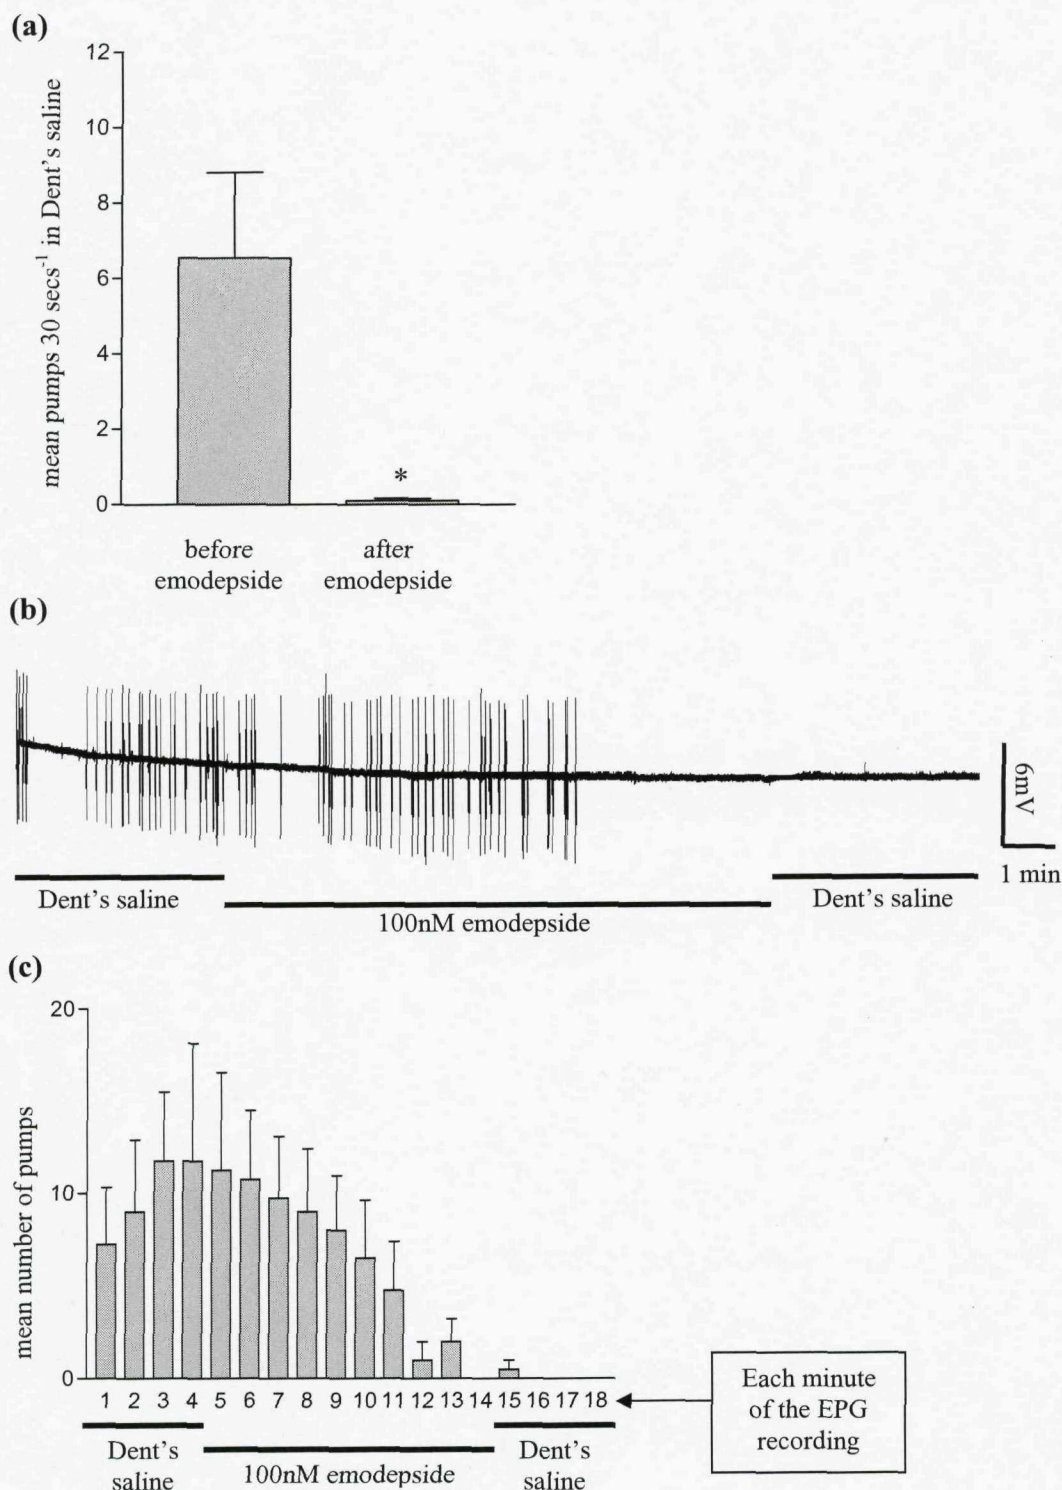 (a)
12
10
8
6
4
2
0
mean pumps 30 secs-1 in Dent's saline
*
before
emodepside
after
emodepside
(b)
6mV
1 min
Dent's saline
100nM emodepside
Dent's saline
(c)
20
10
0
mean number of pumps
1 2 3 4 5 6 7 8 9 10 11 12 13 14 15 16 17 18
Each minute
of the EPG
recording
Dent's
saline
100nM emodepside
Dent's
saline